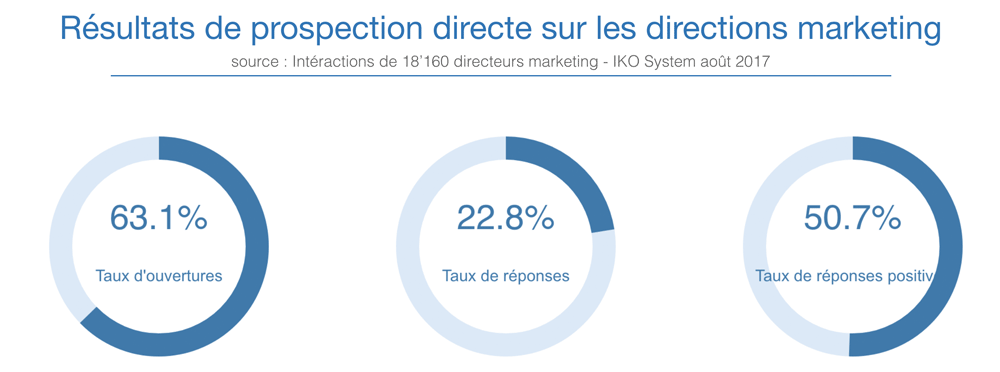 Résultats de prospection directe sur les directions marketing
source : Intéractions de 18'160 directeurs marketing - IKO System août 2017
63.1%
22.8%
50.7%
Taux d'ouvertures
Taux de réponses
Taux de réponses positiv